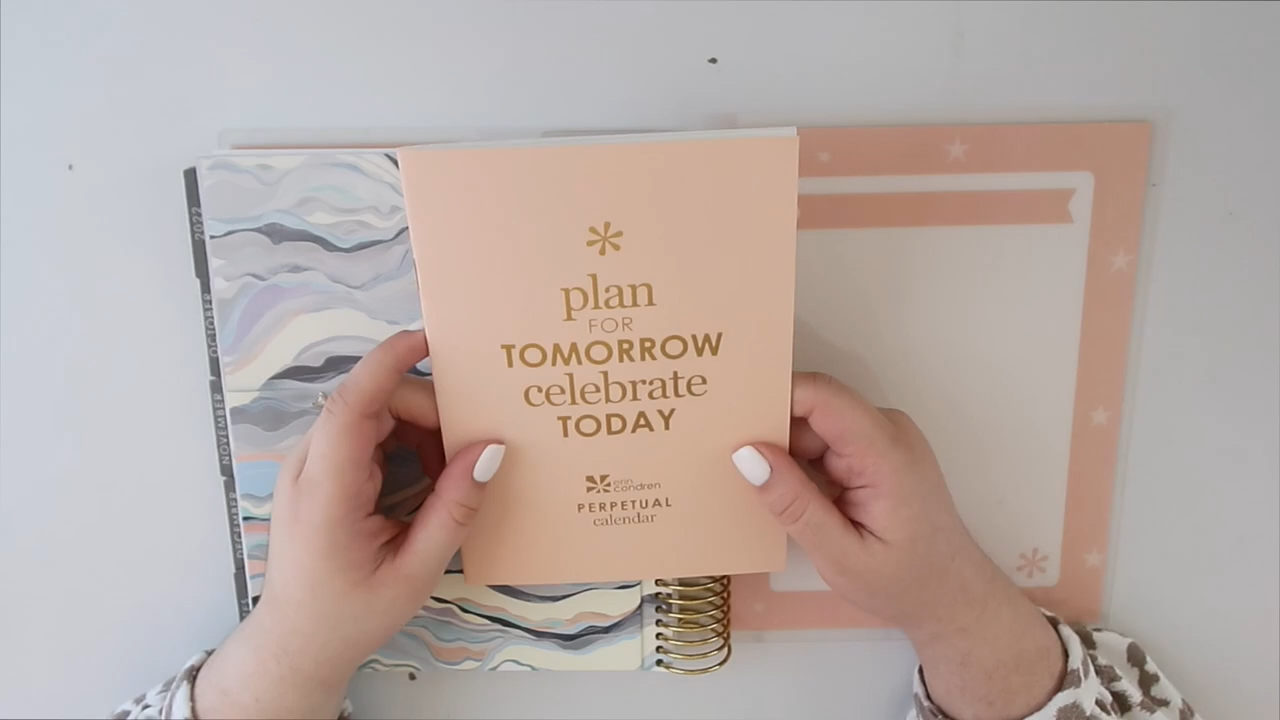 plan
FOR
TOMORROW
celebrate
TODAY
erin
condren
PERPETUAL
calendar
2022
OCTOBER
NOVEMBER
DECEMBER